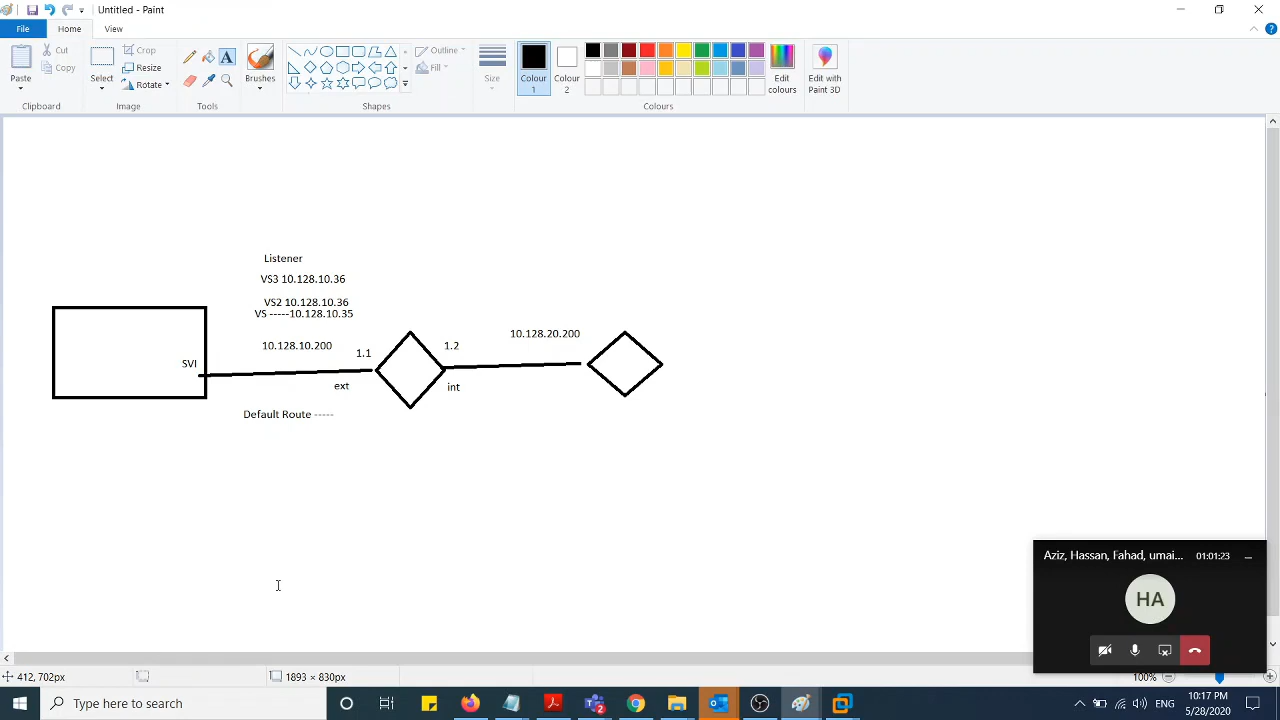 Untitled - Paint
File
Home
View
Paste
Cut
Copy
Clipboard
Select
Crop
Resize
Rotate
Image
Tools
Brushes
Shapes
Outline
Fill
Size
Colour 1
Colour 2
Edit colours
Edit with Paint 3D
Colours
Listener
VS3 10.128.10.36
VS2 10.128.10.36
VS -----10.128.10.35
10.128.10.200
1.1
1.2
10.128.20.200
SVI
ext
int
Default Route -----
Aziz, Hassan, Fahad, umai...
01:01:23
HA
412, 702px
1893 × 830px
100%
Type here to search
ENG
10:17 PM
5/28/2020
2